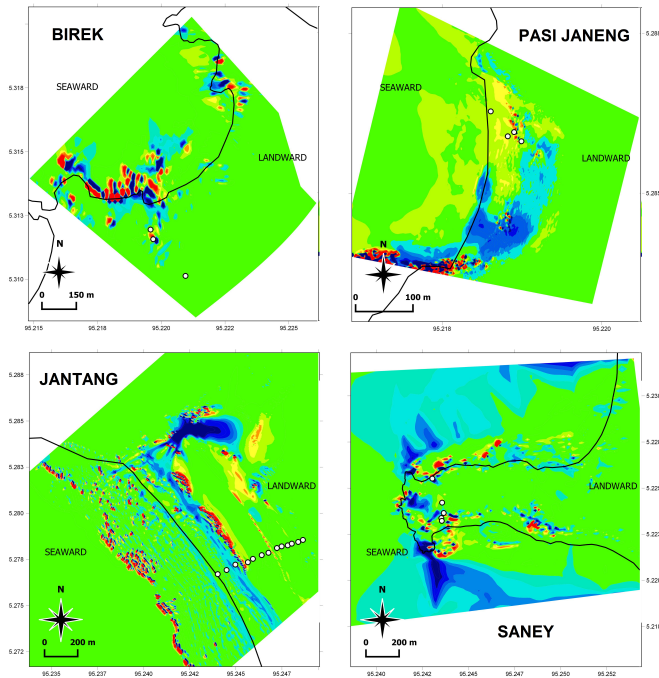 BIREK
SEAWARD
LANDWARD
N
0 150 m
5.318
5.315
5.313
5.310
95.215 95.218 95.220 95.222 95.225
PASI JANENG
SEAWARD
LANDWARD
N
0 100 m
95.218 95.220
JANTANG
LANDWARD
SEAWARD
N
0 200 m
5.288
5.285
5.283
5.280
5.278
5.275
5.272
95.235 95.237 95.240 95.242 95.245 95.247
LANDWARD
SEAWARD
N
0 200 m
SANEY
95.240 95.242 95.245 95.247 95.250 95.252